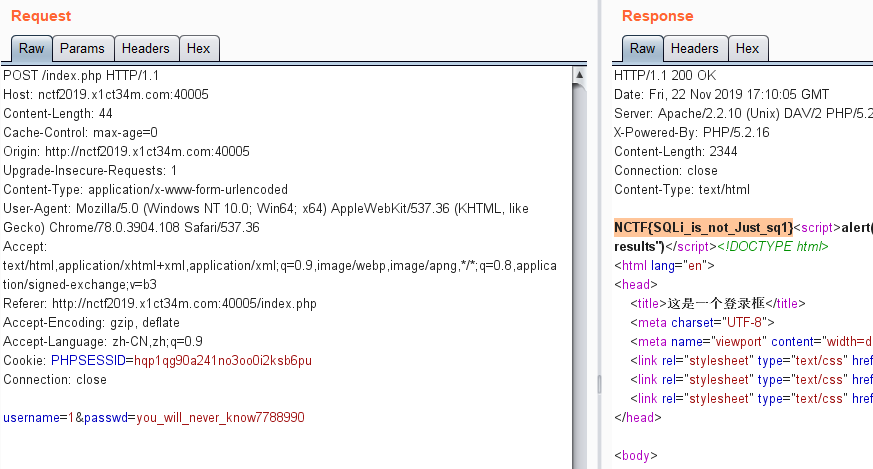 Request
Raw Params Headers Hex
POST /index.php HTTP/1.1
Host: nctf2019.x1ct34m.com:40005
Content-Length: 44
Cache-Control: max-age=0
Origin: http://nctf2019.x1ct34m.com:40005
Upgrade-Insecure-Requests: 1
Content-Type: application/x-www-form-urlencoded
User-Agent: Mozilla/5.0 (Windows NT 10.0; Win64; x64) AppleWebKit/537.36 (KHTML, like
Gecko) Chrome/78.0.3904.108 Safari/537.36
Accept:
text/html,application/xhtml+xml,application/xml;q=0.9,image/webp,image/apng,*/*;q=0.8,applica
tion/signed-exchange;v=b3
Referer: http://nctf2019.x1ct34m.com:40005/index.php
Accept-Encoding: gzip, deflate
Accept-Language: zh-CN,zh;q=0.9
Cookie: PHPSESSID=hqp1qg90a241no3oo0i2ksb6pu
Connection: close
username=1&passwd=you_will_never_know7788990
Response
Raw Headers Hex
HTTP/1.1 200 OK
Date: Fri, 22 Nov 2019 17:10:05 GMT
Server: Apache/2.2.10 (Unix) DAV/2 PHP/5.2
X-Powered-By: PHP/5.2.16
Content-Length: 2344
Connection: close
Content-Type: text/html
NCTF{SQLi_is_not_Just_sq1}<script>alert(
results")</script><!DOCTYPE html>
<html lang="en">
<head>
<title>这是一个登录框</title>
<meta charset="UTF-8">
<meta name="viewport" content="width=d
<link rel="stylesheet" type="text/css" href
<link rel="stylesheet" type="text/css" href
<link rel="stylesheet" type="text/css" href
</head>
<body>